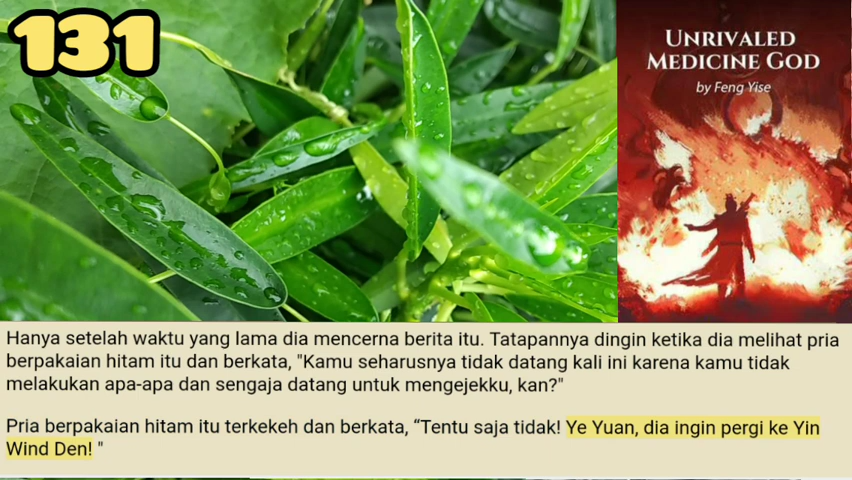 131
UNRIVALED
MEDICINE GOD
by Feng Yise
Hanya setelah waktu yang lama dia mencerna berita itu. Tatapannya dingin ketika dia melihat pria
berpakaian hitam itu dan berkata, "Kamu seharusnya tidak datang kali ini karena kamu tidak
melakukan apa-apa dan sengaja datang untuk mengejekku, kan?"
Pria berpakaian hitam itu terkekeh dan berkata, “Tentu saja tidak! Ye Yuan, dia ingin pergi ke Yin
Wind Den! "